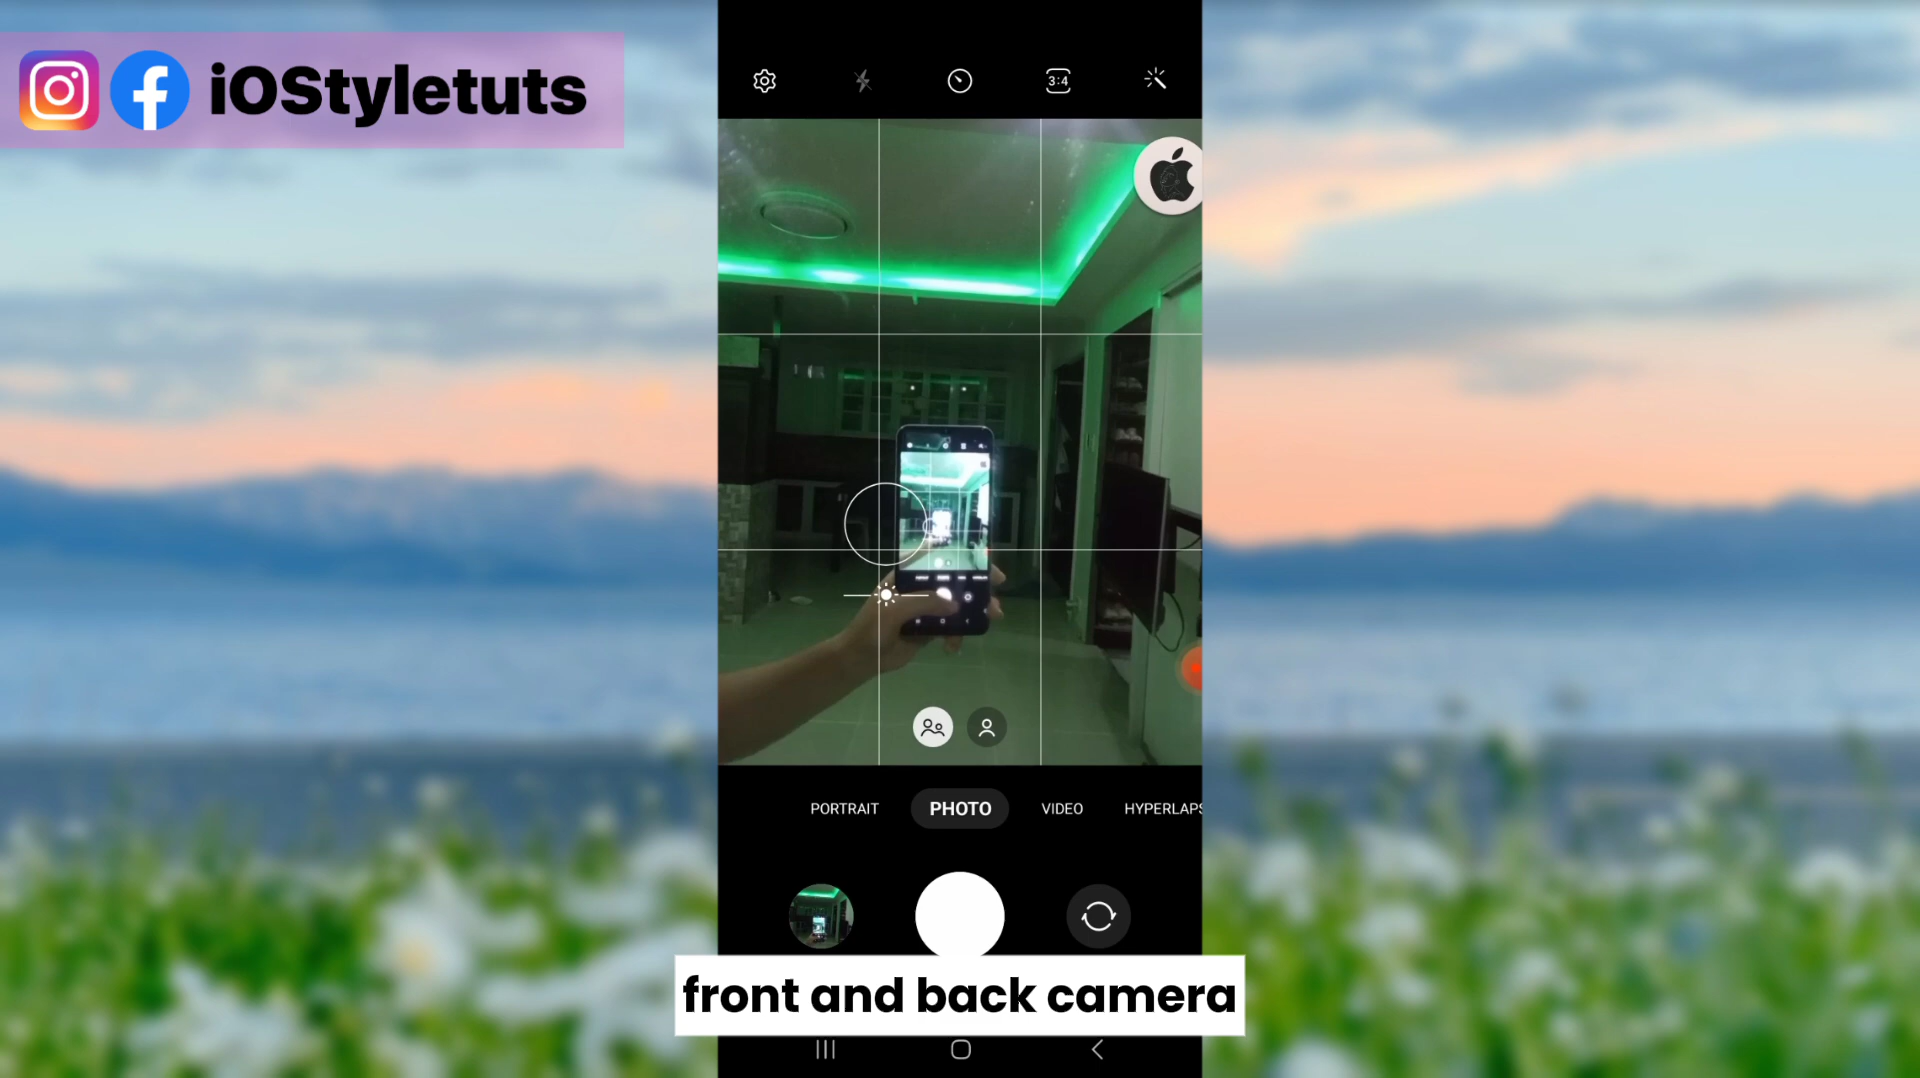 iOStyletuts
3:4
PORTRAIT PHOTO VIDEO HYPERLAPS
front and back camera